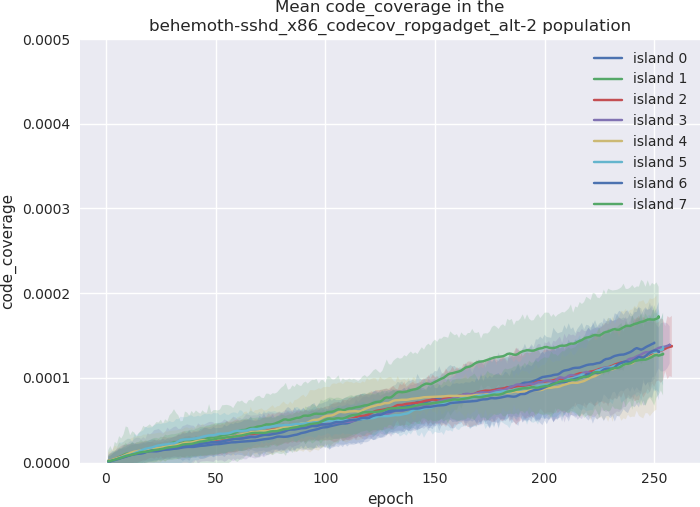 Mean code_coverage in the
behemoth-sshd_x86_codecov_ropgadget_alt-2 population
code_coverage
0.0005
0.0004
0.0003
0.0002
0.0001
0.0000
island 0
island 1
island 2
island 3
island 4
island 5
island 6
island 7
0
50
100
150
200
250
epoch